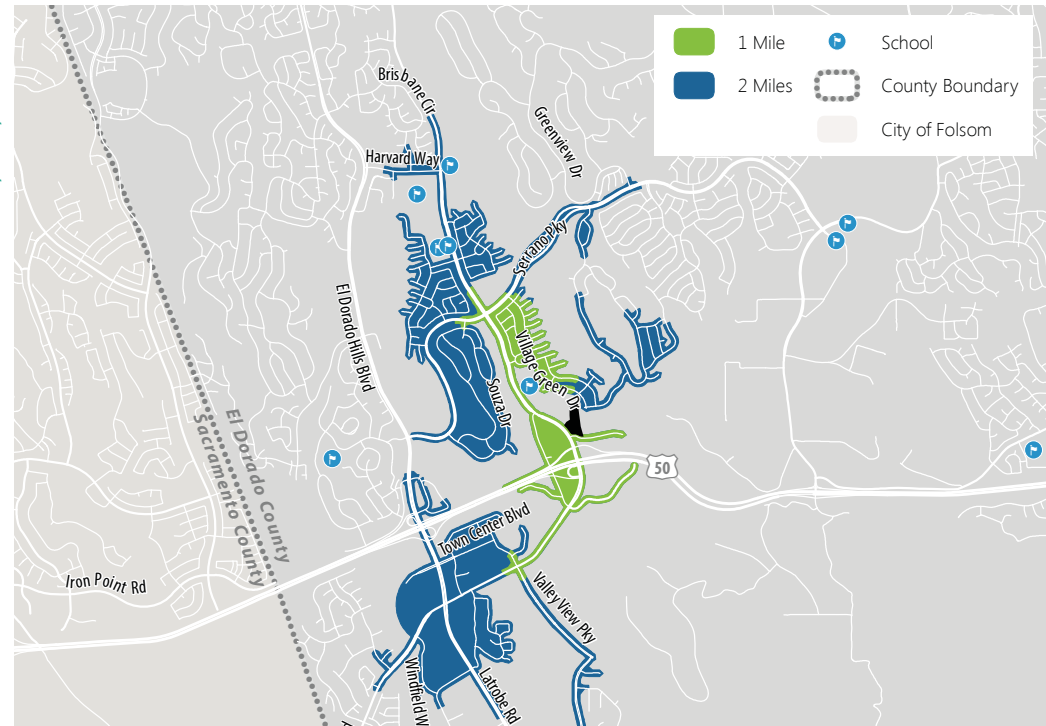 1 Mile
School
2 Miles
County Boundary
City of Folsom
Brisbane Cir
Greenview Dr
Harvard Way
Serrano Pky
El Dorado Hills Blvd
Village Green Dr
Souza Dr
El Dorado County
Sacramento County
50
Town Center Blvd
Iron Point Rd
Valley View Pky
Windfield W
Latrobe Rd